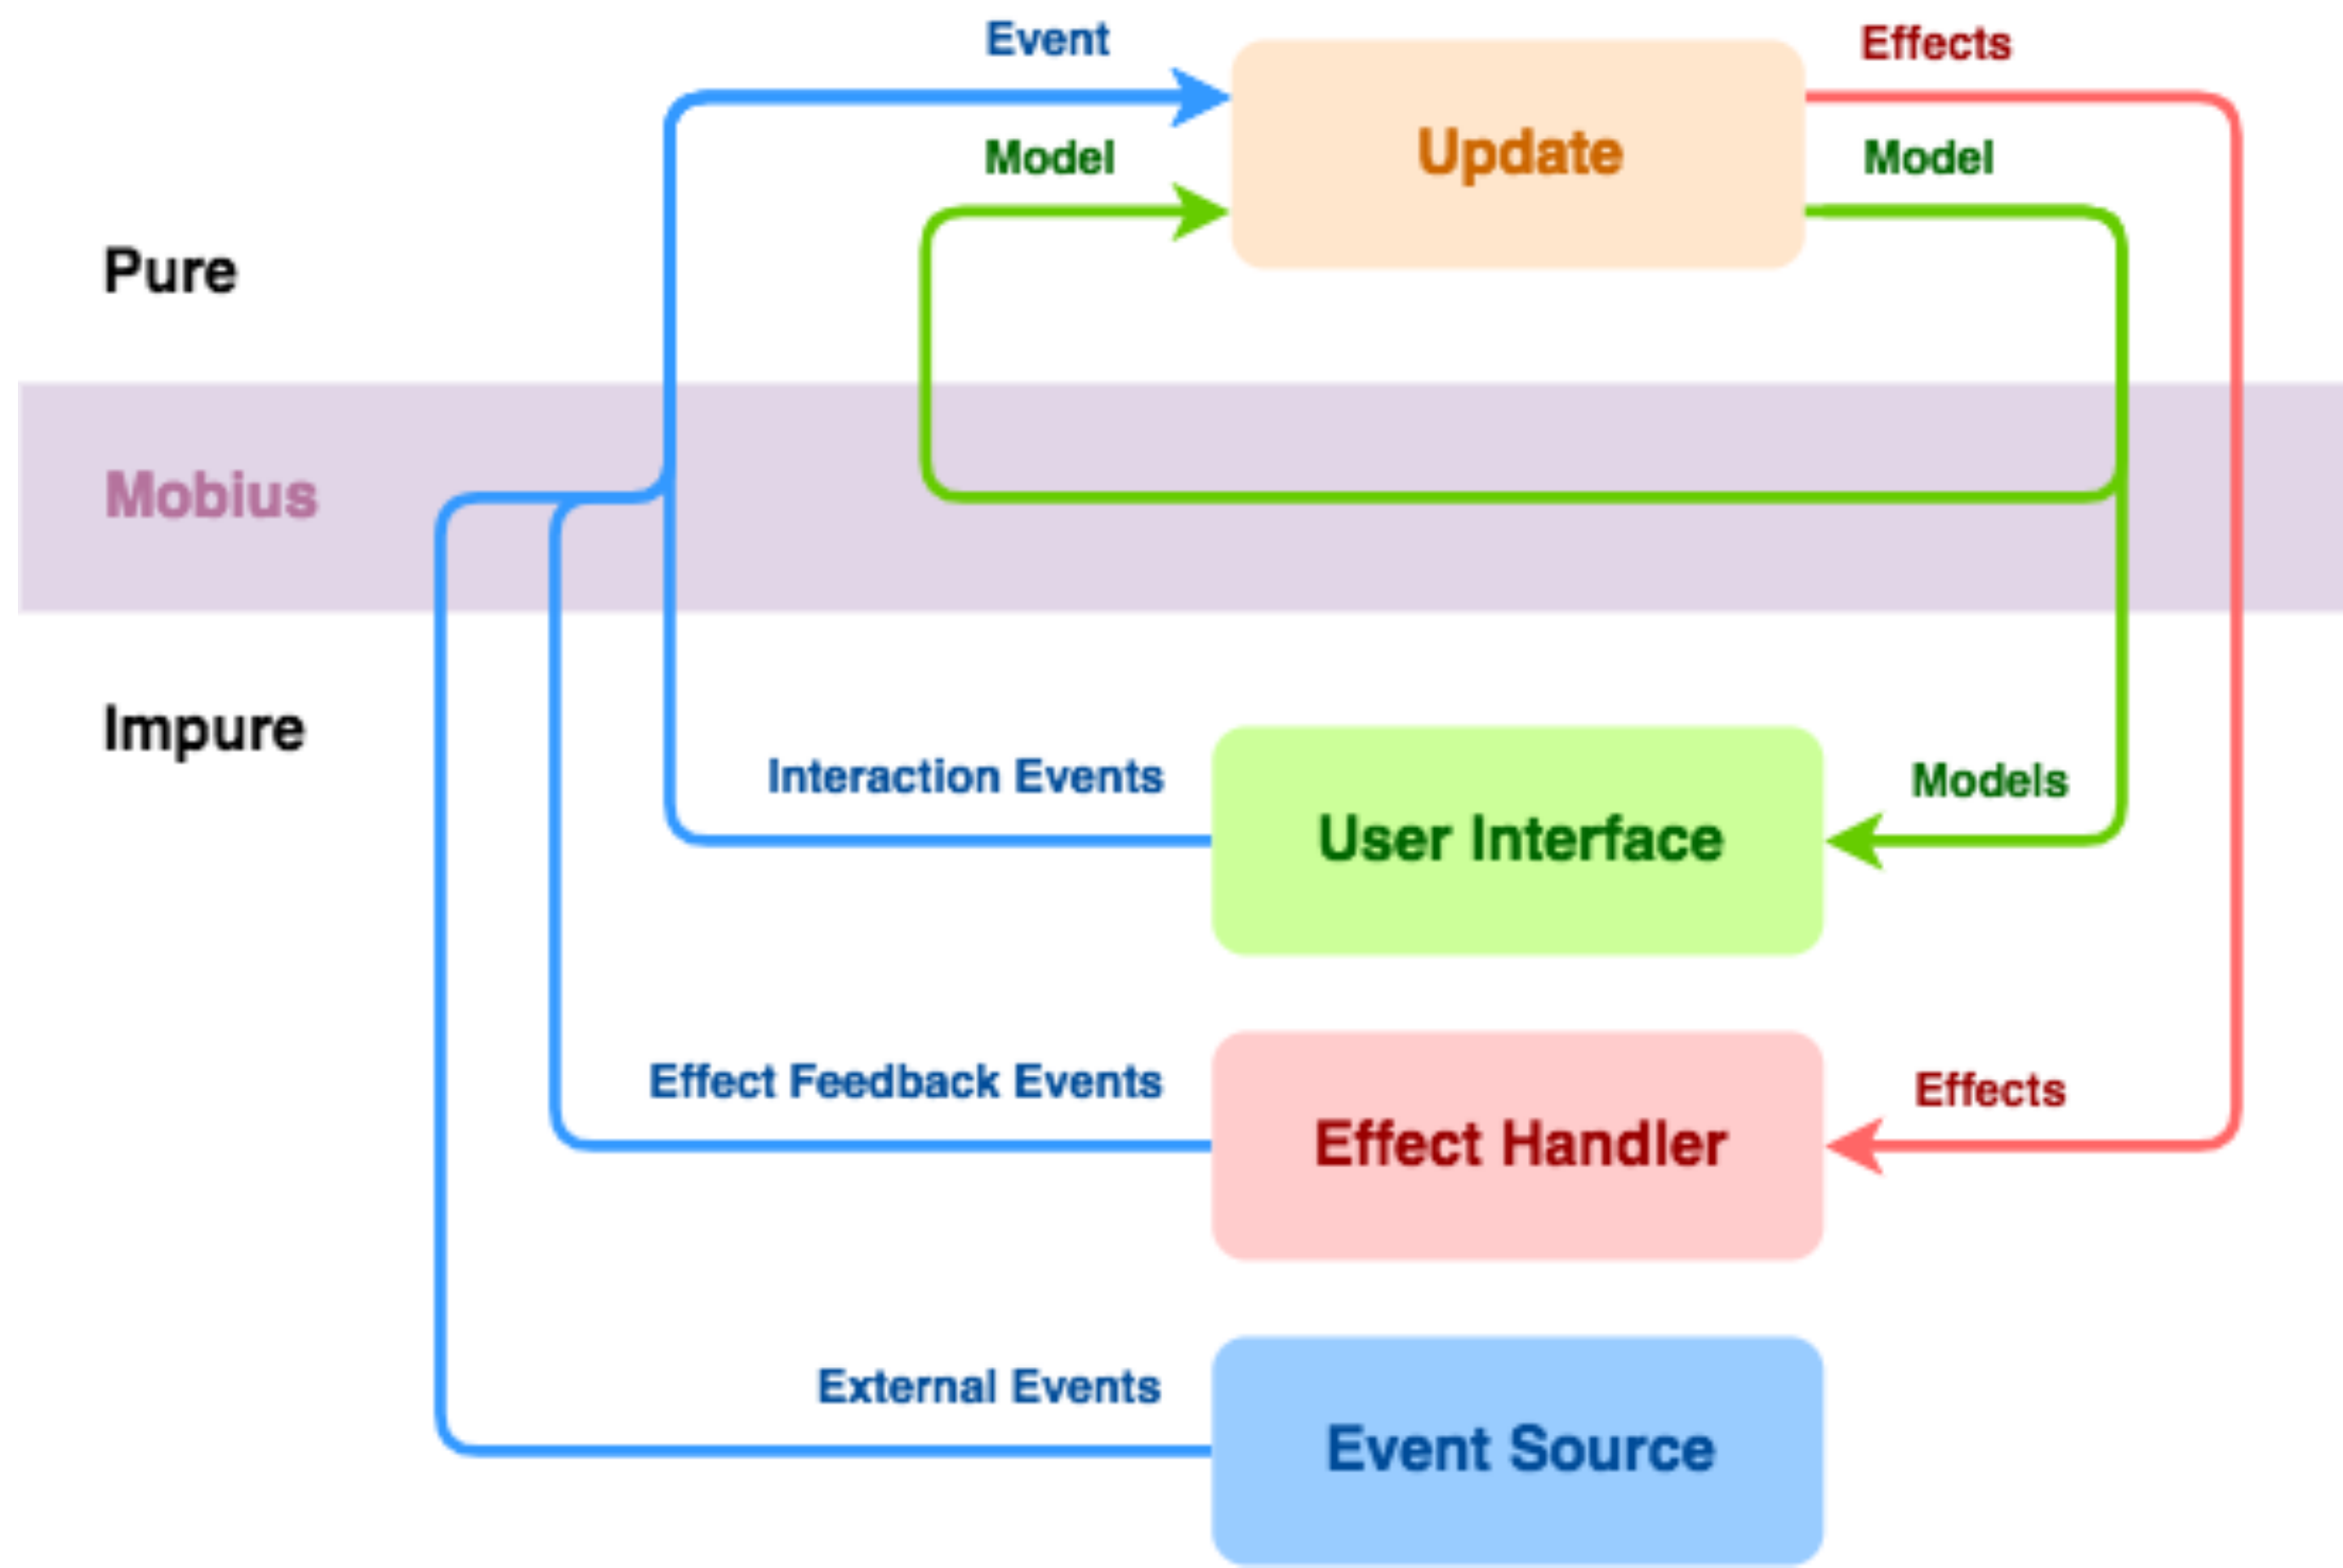 Event
Effects
Update
Model
Model
Pure
Mobius
Impure
Interaction Events
User Interface
Models
Effect Feedback Events
Effect Handler
Effects
External Events
Event Source